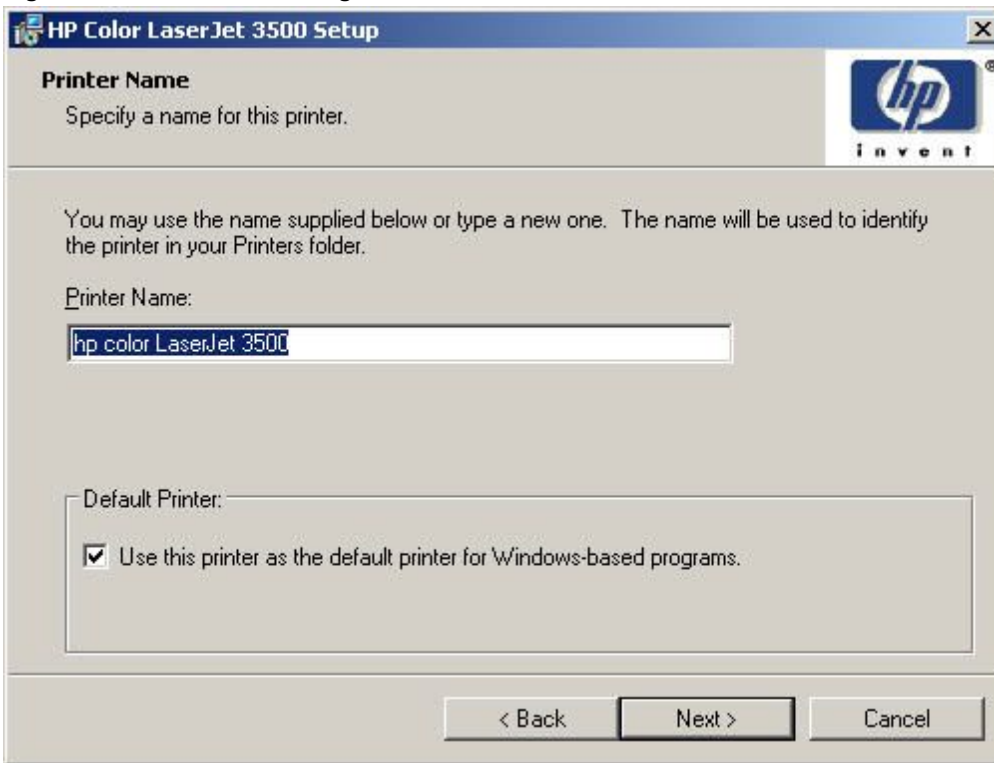 HP Color LaserJet 3500 Setup
Printer Name
Specify a name for this printer.
hp
®
invent
You may use the name supplied below or type a new one. The name will be used to identify
the printer in your Printers folder.
Printer Name:
hp color LaserJet 3500
Default Printer:
Use this printer as the default printer for Windows-based programs.
< Back
Next >
Cancel